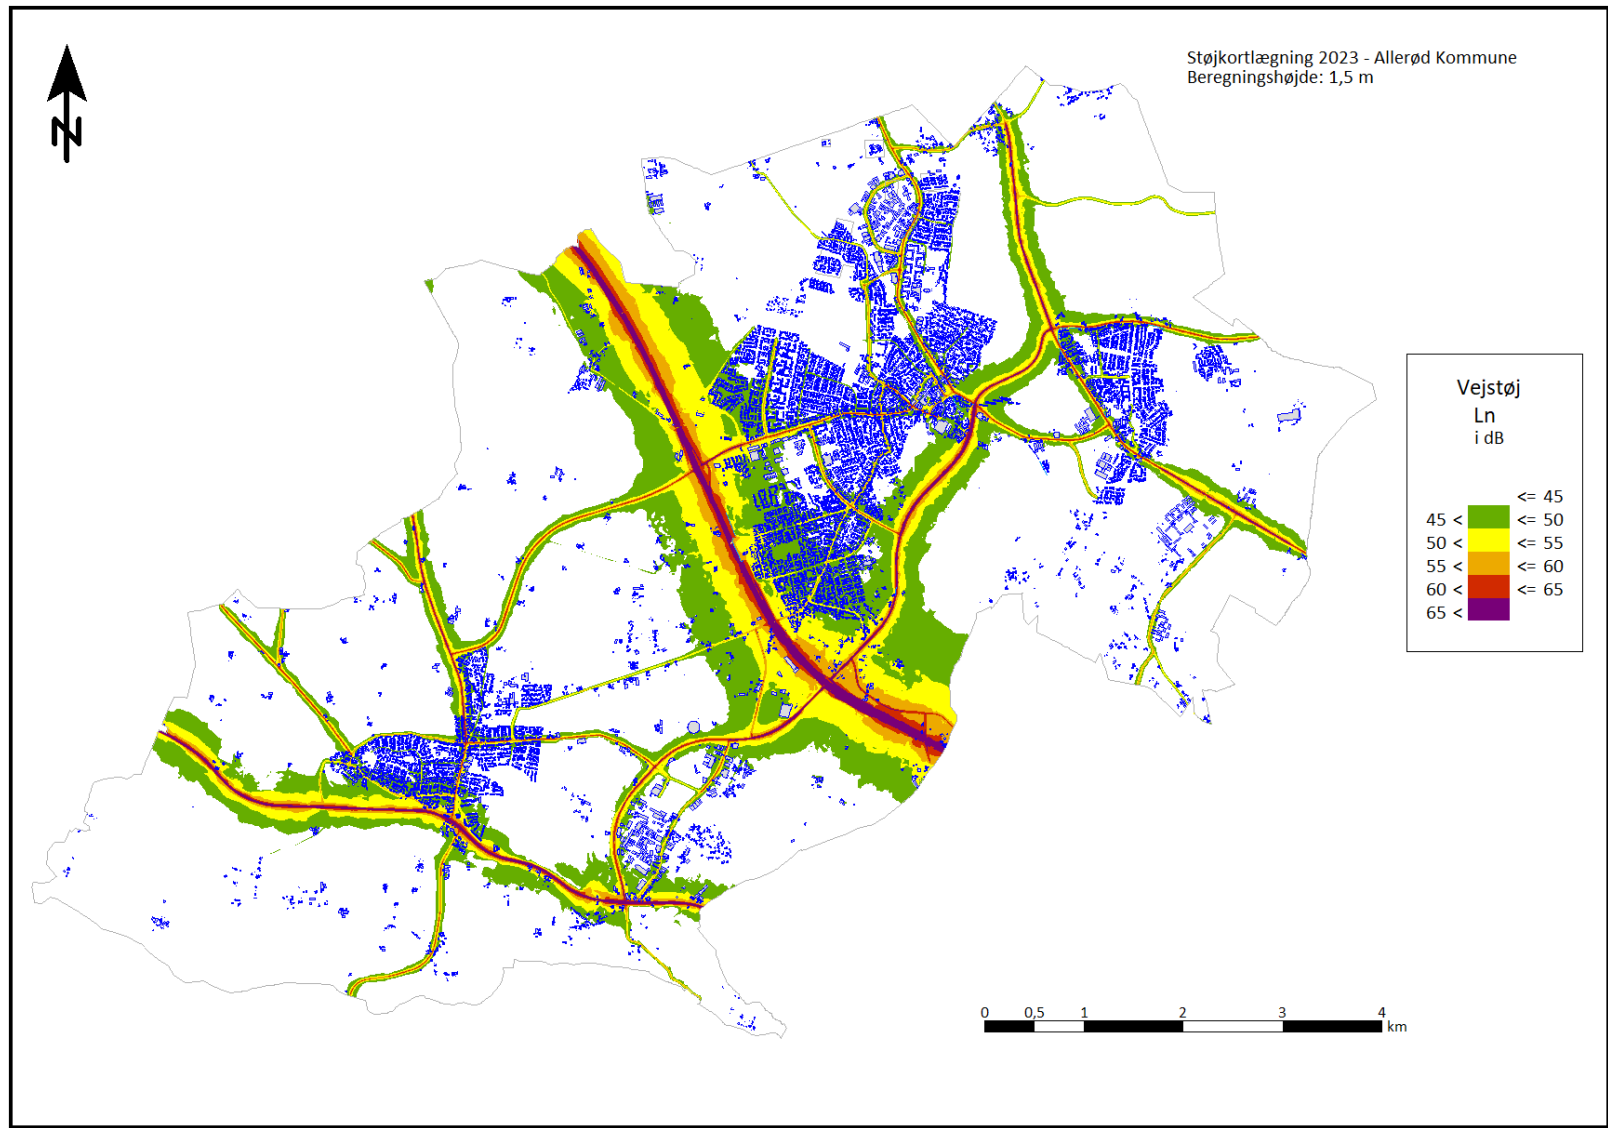 N
Støjkortlægning 2023 - Allerød Kommune
Beregningshøjde: 1,5 m
Vejstøj
Ln
i dB
<= 45
45 < <= 50
50 < <= 55
55 < <= 60
60 < <= 65
65 <
0 0,5 1 2 3 4
km